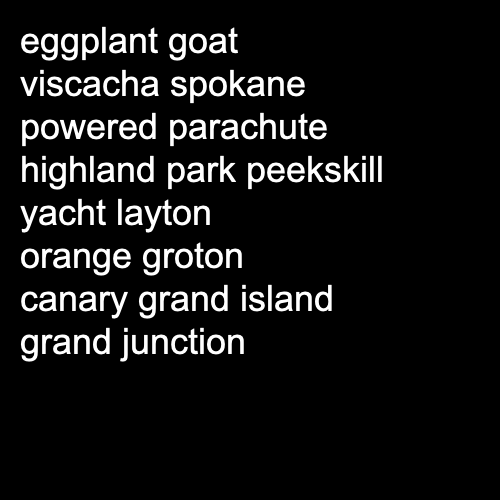 eggplant goat
viscacha spokane
powered parachute
highland park peekskill
yacht layton
orange groton
canary grand island
grand junction